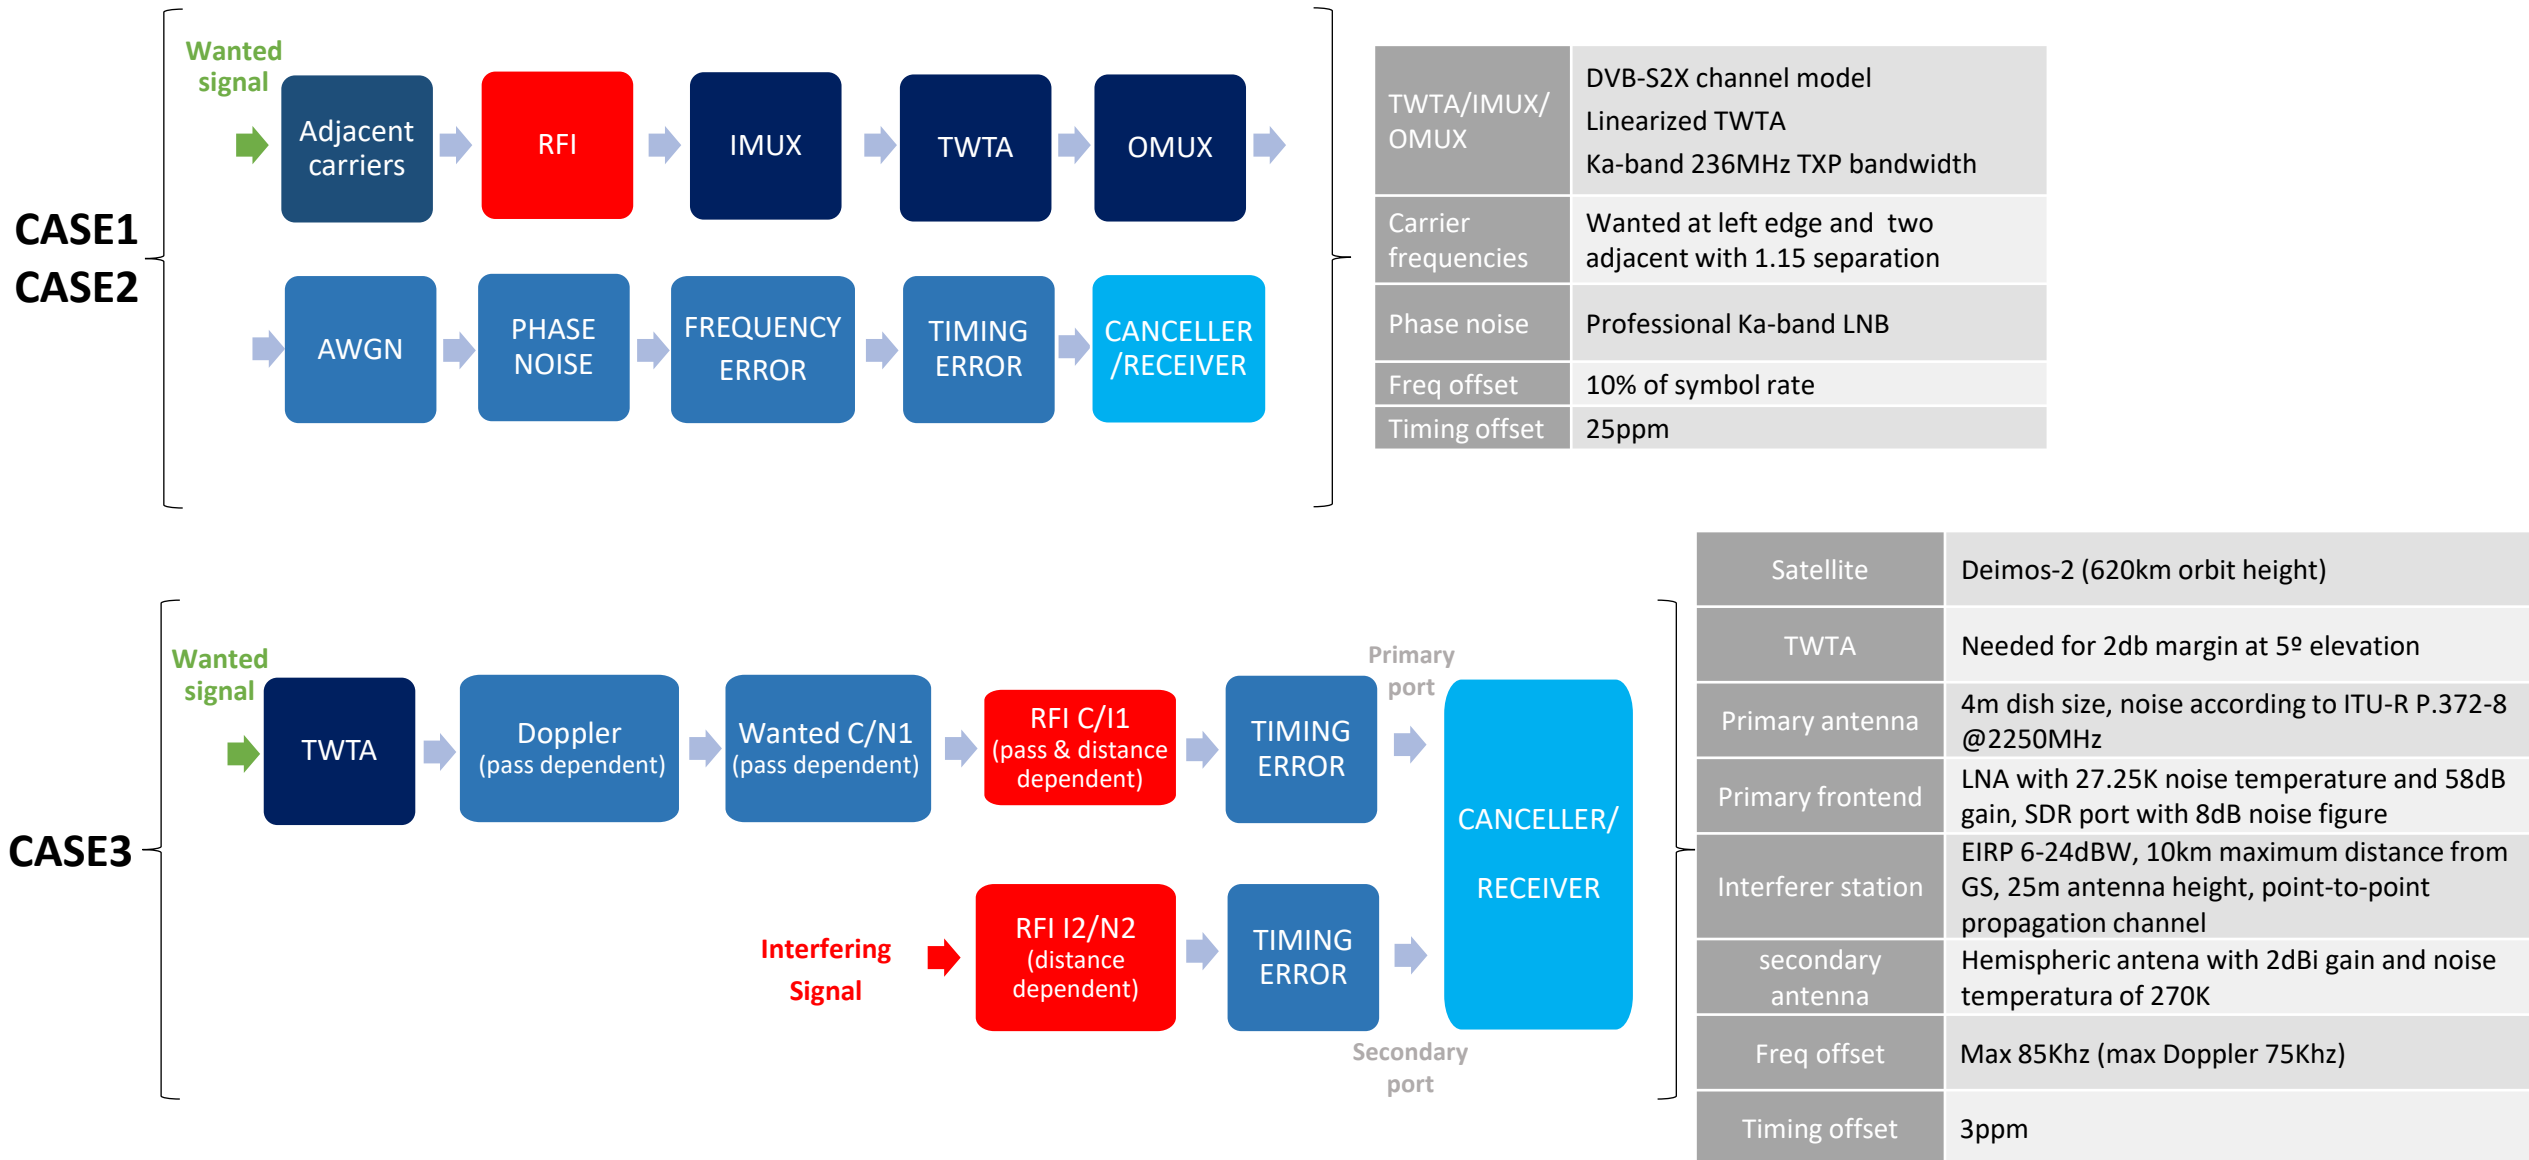 CASE1
CASE2
Wanted
signal
Adjacent
carriers
RFI
IMUX
TWTA
OMUX
AWGN
PHASE
NOISE
FREQUENCY
ERROR
TIMING
ERROR
CANCELLER
/RECEIVER
TWTA/IMUX/
OMUX
DVB-S2X channel model
Linearized TWTA
Ka-band 236MHz TXP bandwidth
Carrier
frequencies
Wanted at left edge and  two
adjacent with 1.15 separation
Phase noise
Professional Ka-band LNB
Freq offset
10% of symbol rate
Timing offset
25ppm
CASE3
Wanted
signal
TWTA
Doppler
(pass dependent)
Wanted C/N1
(pass dependent)
RFI C/I1
(pass & distance
dependent)
TIMING
ERROR
Primary
port
CANCELLER/
RECEIVER
Interfering
Signal
RFI I2/N2
(distance
dependent)
TIMING
ERROR
Secondary
port
Satellite
Deimos-2 (620km orbit height)
TWTA
Needed for 2db margin at 5º elevation
Primary antenna
4m dish size, noise according to ITU-R P.372-8
@2250MHz
Primary frontend
LNA with 27.25K noise temperature and 58dB
gain, SDR port with 8dB noise figure
Interferer station
EIRP 6-24dBW, 10km maximum distance from
GS, 25m antenna height, point-to-point
propagation channel
secondary
antenna
Hemispheric antena with 2dBi gain and noise
temperatura of 270K
Freq offset
Max 85Khz (max Doppler 75Khz)
Timing offset
3ppm